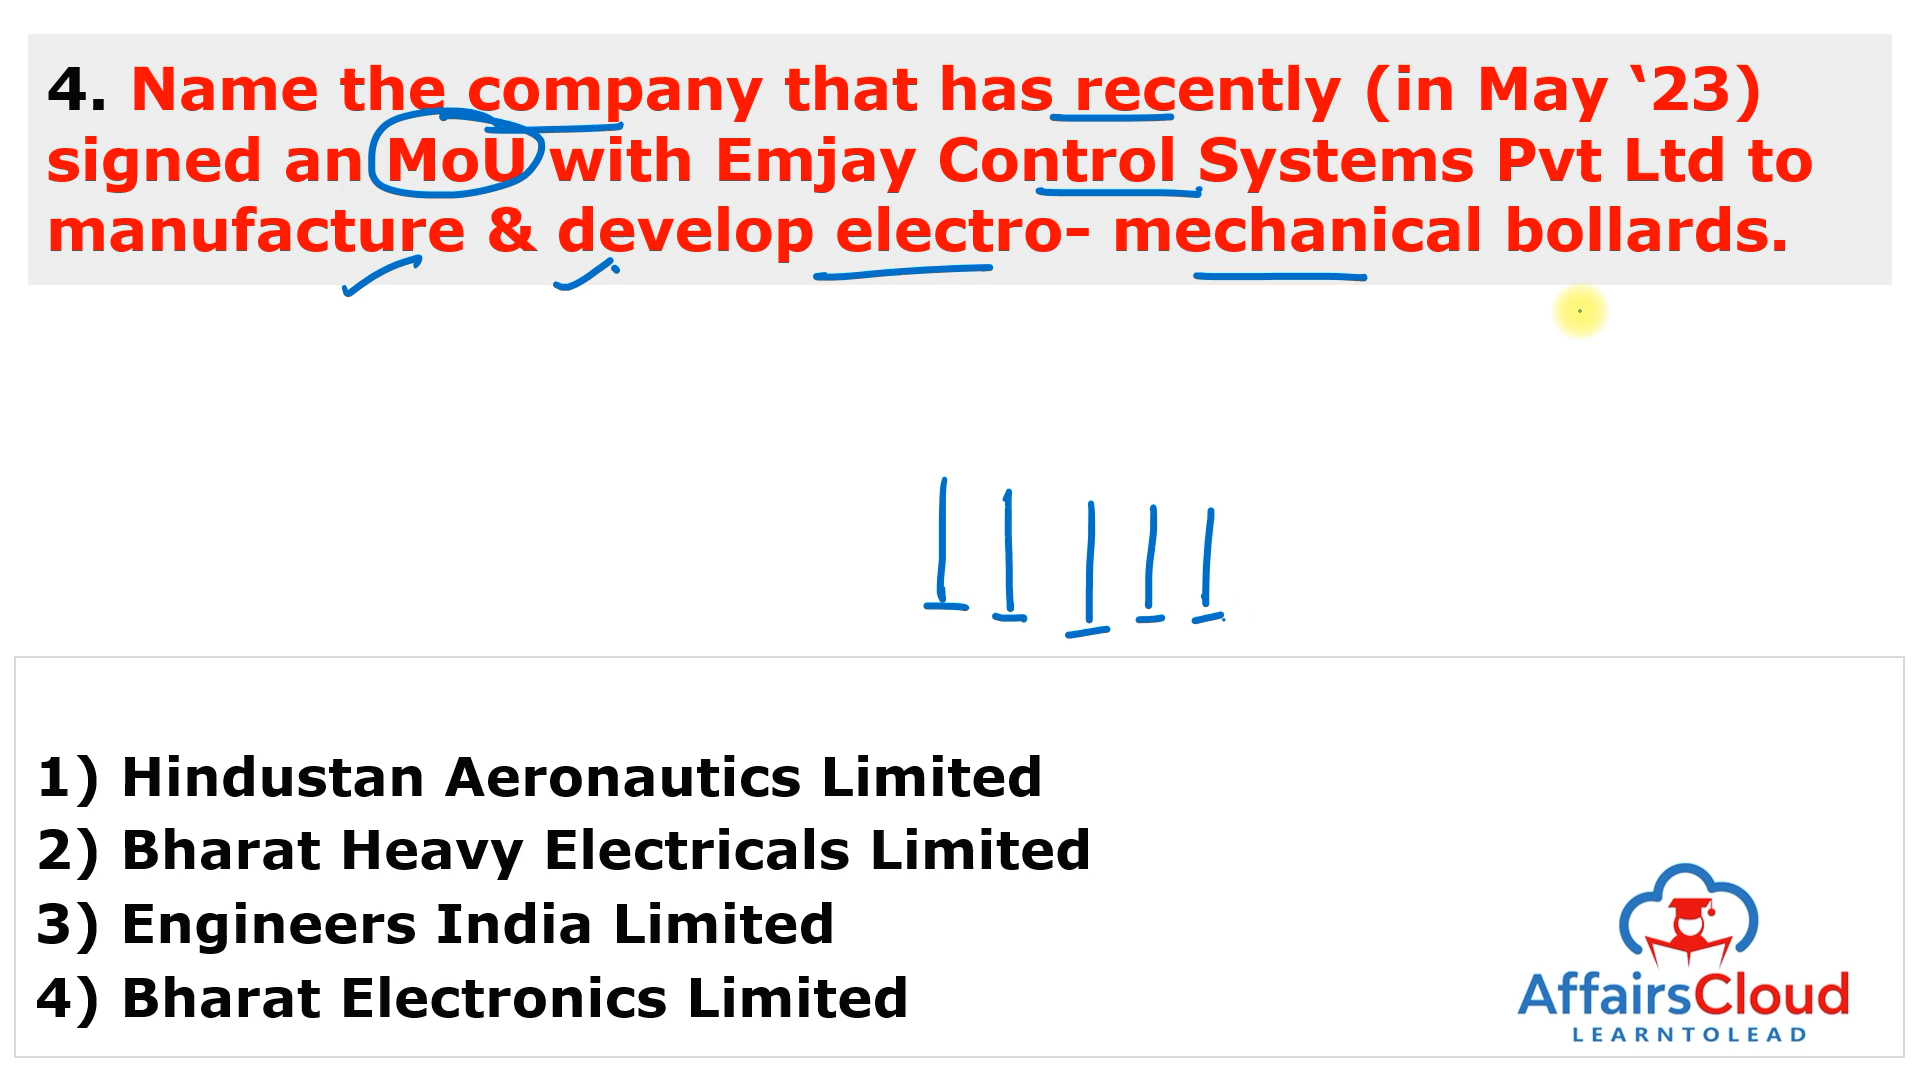 4. Name the company that has recently (in May ‘23)
signed an MoU with Emjay Control Systems Pvt Ltd to
manufacture & develop electro- mechanical bollards.
1) Hindustan Aeronautics Limited
2) Bharat Heavy Electricals Limited
3) Engineers India Limited
4) Bharat Electronics Limited
AffairsCloud
LEARNTOLEAD